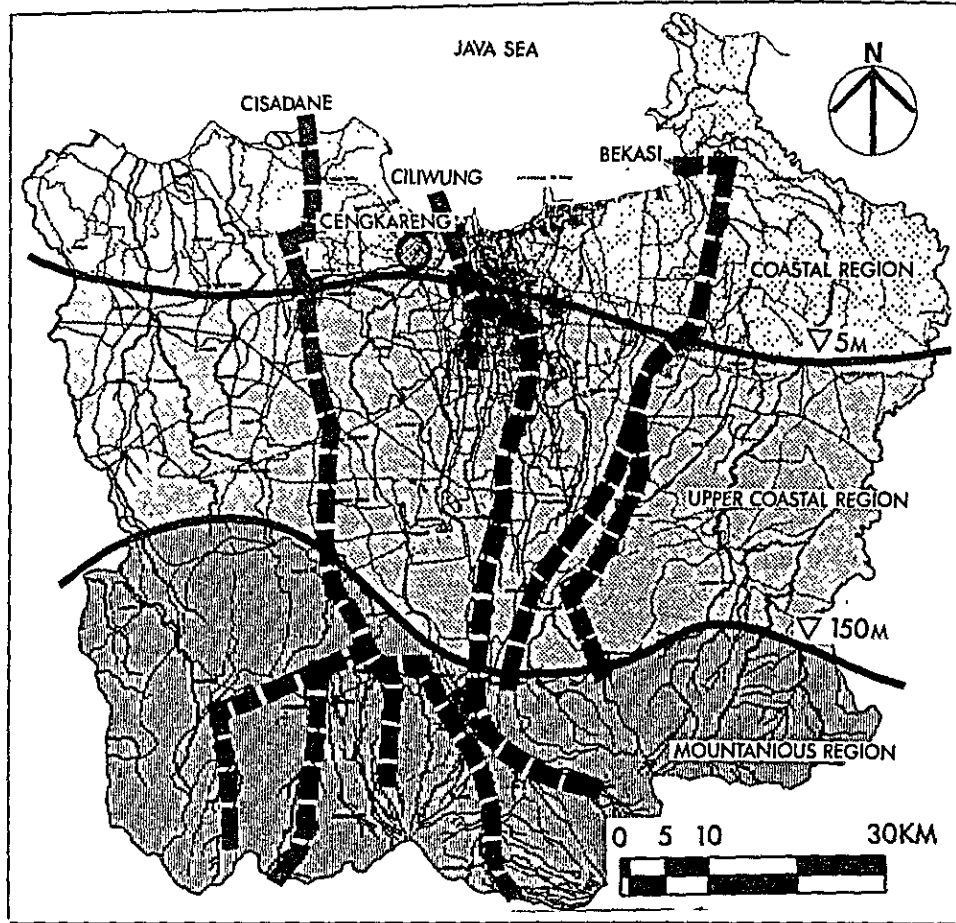 JAVA SEA
N
CISADANE
CILIWUNG
BEKASI
CENGKARENG
COASTAL REGION
▽5M
UPPER COASTAL REGION
▽150M
MOUNTANIOUS REGION
0 5 10 30KM